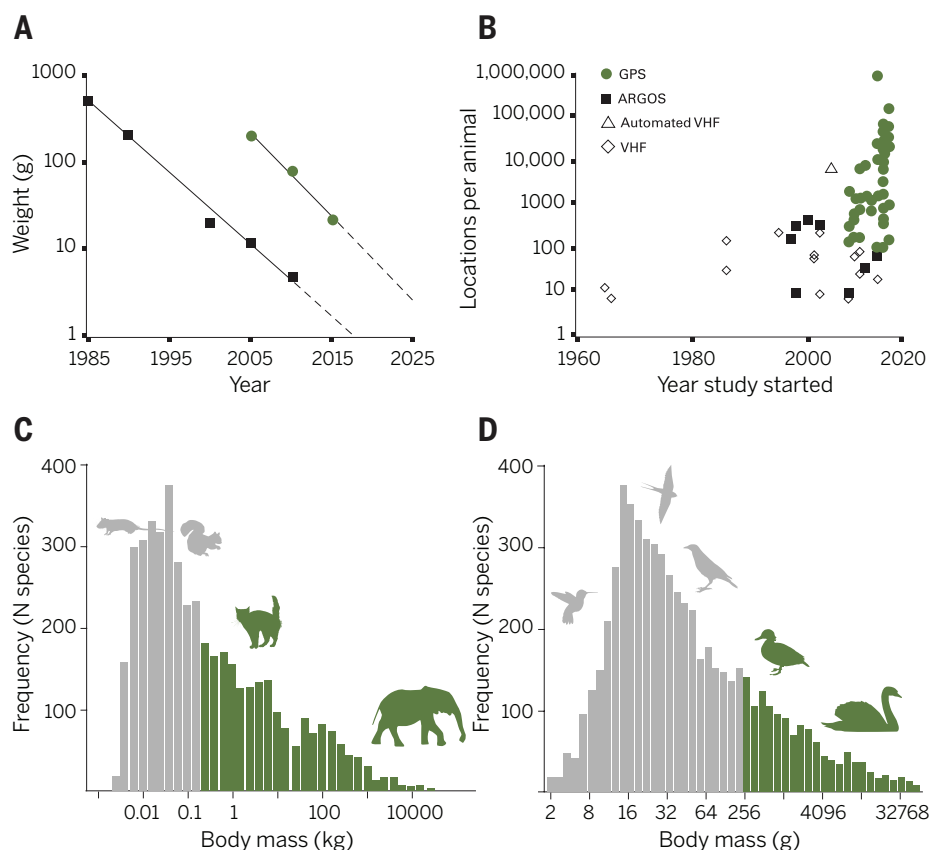 A
1000
100
10
1
Weight (g)
1985
1995
2005
2015
2025
Year
B
1,000,000
100,000
10,000
1000
100
10
1
Locations per animal
GPS
ARGOS
Automated VHF
VHF
1960
1980
2000
2020
Year study started
C
400
300
200
100
Frequency (N species)
0.01
0.1
1
100
10000
Body mass (kg)
D
400
300
200
100
Frequency (N species)
2
8
16
32
64
256
4096
32768
Body mass (g)